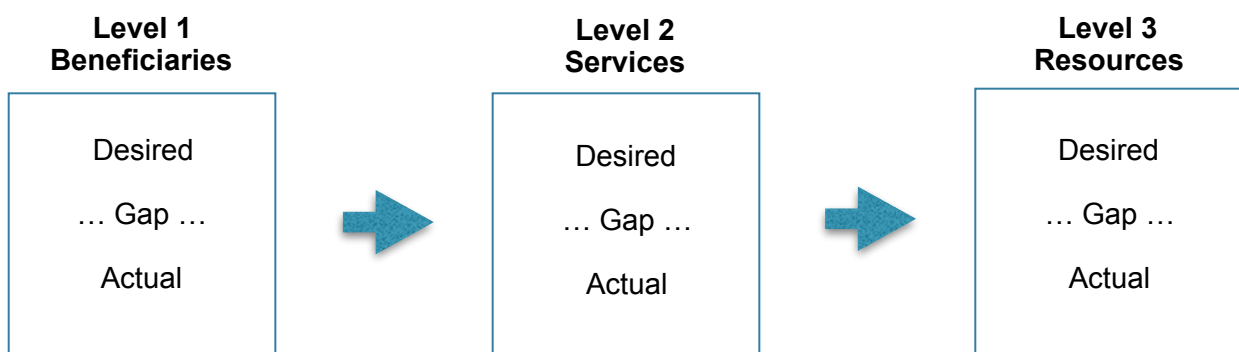 Level 1
Beneficiaries
Desired
… Gap …
Actual
Level 2
Services
Desired
… Gap …
Actual
Level 3
Resources
Desired
… Gap …
Actual